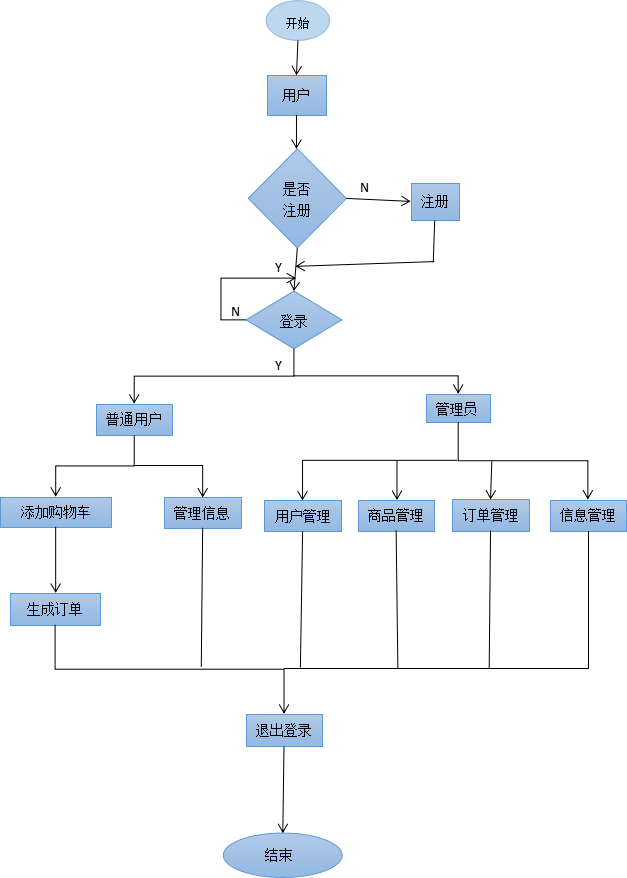 开始
用户
是否
注册
N
注册
Y
N
登录
Y
普通用户
管理员
添加购物车
管理信息
用户管理
商品管理
订单管理
信息管理
生成订单
退出登录
结束